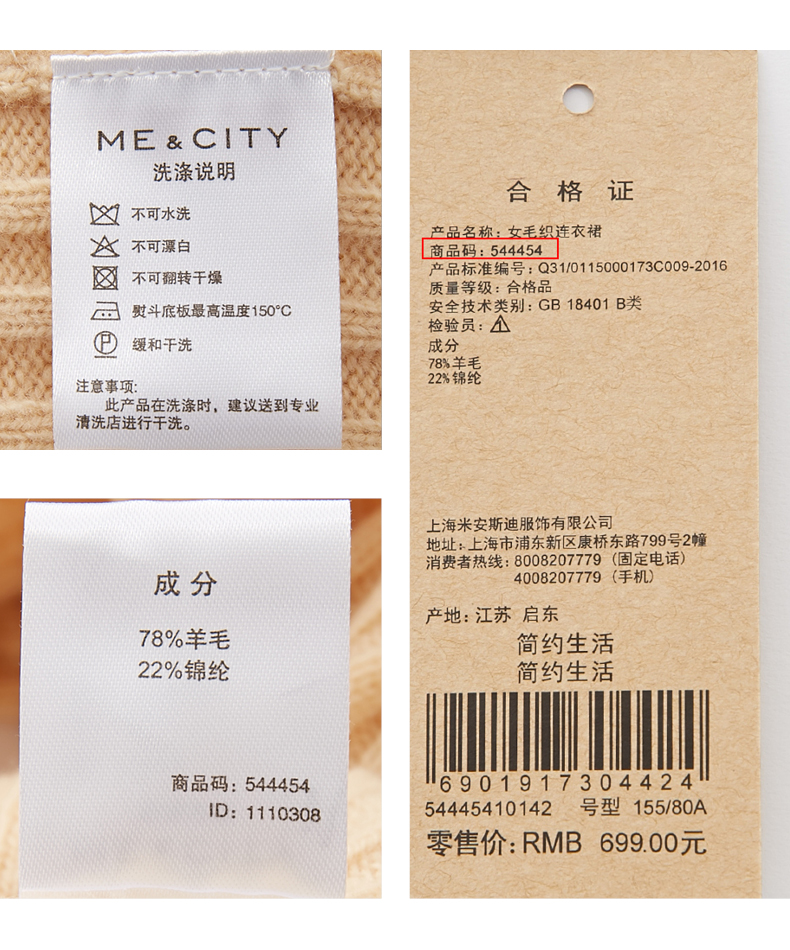 ME & CITY
洗涤说明
不可水洗
不可漂白
不可翻转干燥
熨斗底板最高温度150°C
P
缓和干洗
注意事项:
此产品在洗涤时，建议送到专业
清洗店进行干洗。
成分
78%羊毛
22%锦纶
商品码: 544454
ID: 1110308
合格证
产品名称: 女毛织连衣裙
商品码: 544454
产品标准编号: Q31/0115000173C009-2016
质量等级: 合格品
安全技术类别: GB 18401 B类
检验员:
成分
78%羊毛
22%锦纶
上海米安斯迪服饰有限公司
地址: 上海市浦东新区康桥东路799号2幢
消费者热线: 8008207779（固定电话）
4008207779（手机）
产地: 江苏 启东
简约生活
简约生活
6901917304424
54445410142 号型 155/80A
零售价: RMB 699.00元